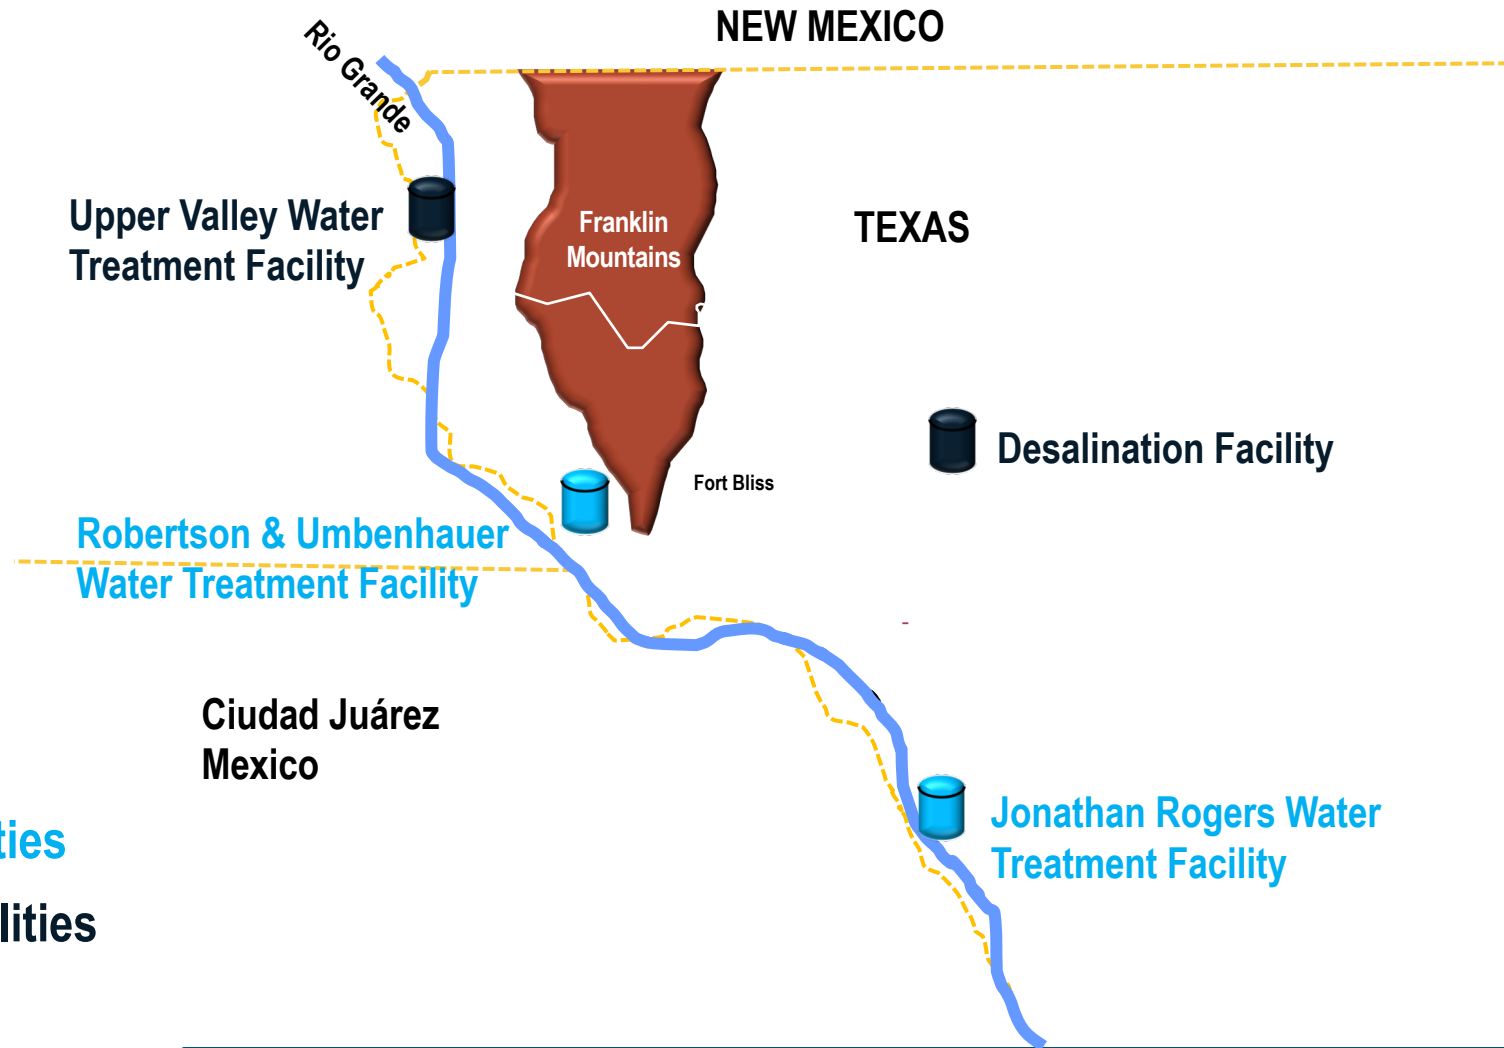 NEW MEXICO
Rio Grande
Upper Valley Water
Treatment Facility
Franklin
Mountains
TEXAS
Desalination Facility
Fort Bliss
Robertson & Umbenhauer
Water Treatment Facility
Ciudad Juárez
Mexico
Jonathan Rogers Water
Treatment Facility
ties
lities